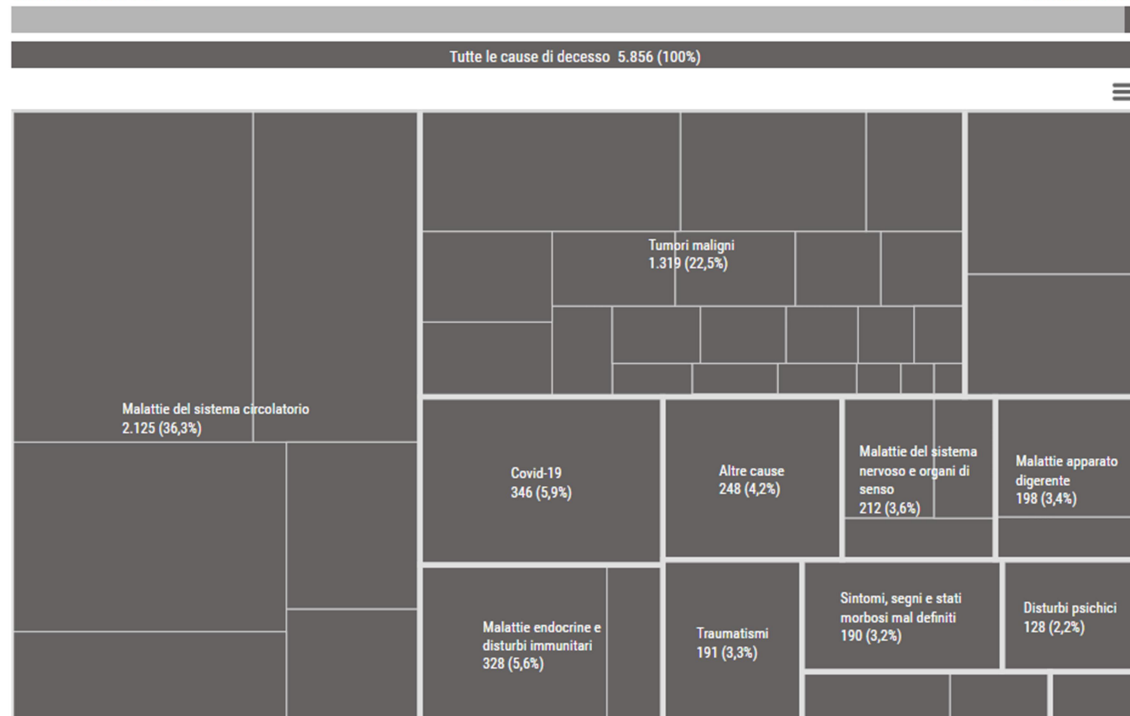 Tutte le cause di decesso 5.856 (100%)
Tumori maligni
1.319 (22,5%)
Malattie del sistema circolatorio
2.125 (36,3%)
Covid-19
346 (5,9%)
Altre cause
248 (4,2%)
Malattie del sistema
nervoso e organi di
senso
212 (3,6%)
Malattie apparato
digerente
198 (3,4%)
Malattie endocrine e
disturbi immunitari
328 (5,6%)
Traumatismi
191 (3,3%)
Sintomi, segni e stati
morbosi mal definiti
190 (3,2%)
Disturbi psichici
128 (2,2%)